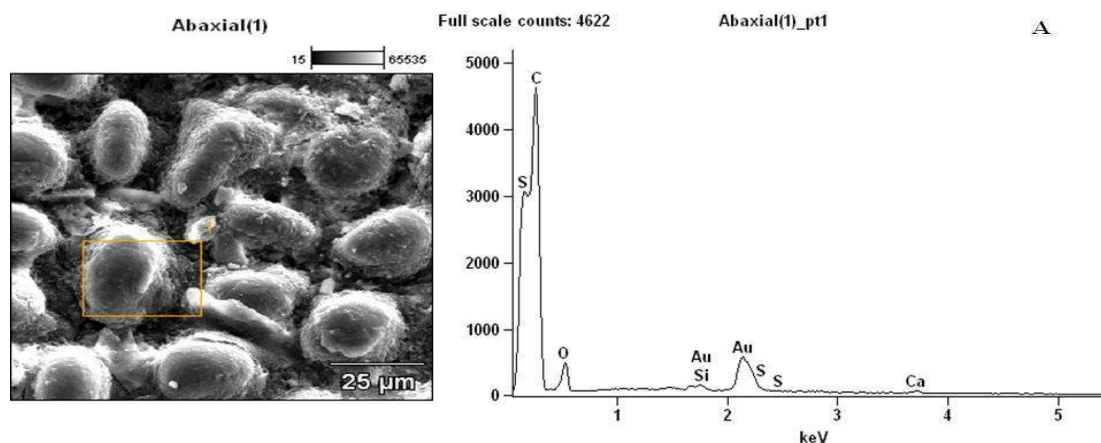 Abaxial(1)
15 65535
1
25 µm
Full scale counts: 4622
Abaxial(1)_pt1
A
5000
4000
3000
2000
1000
0
C
S
O
Au
Si
Au
S
S
Ca
1 2 3 4 5
keV